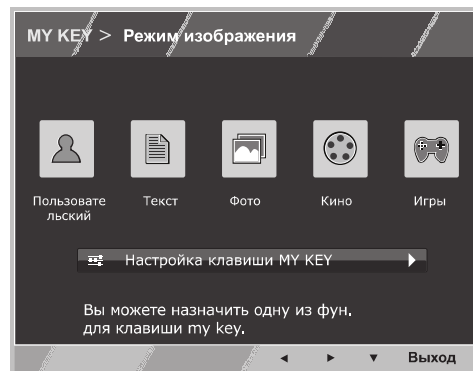 MY KEY > Режим изображения
Пользовате
льский
Текст
Фото
Кино
Игры
Настройка клавиши MY KEY
Вы можете назначить одну из фун.
для клавиши my key.
Выход